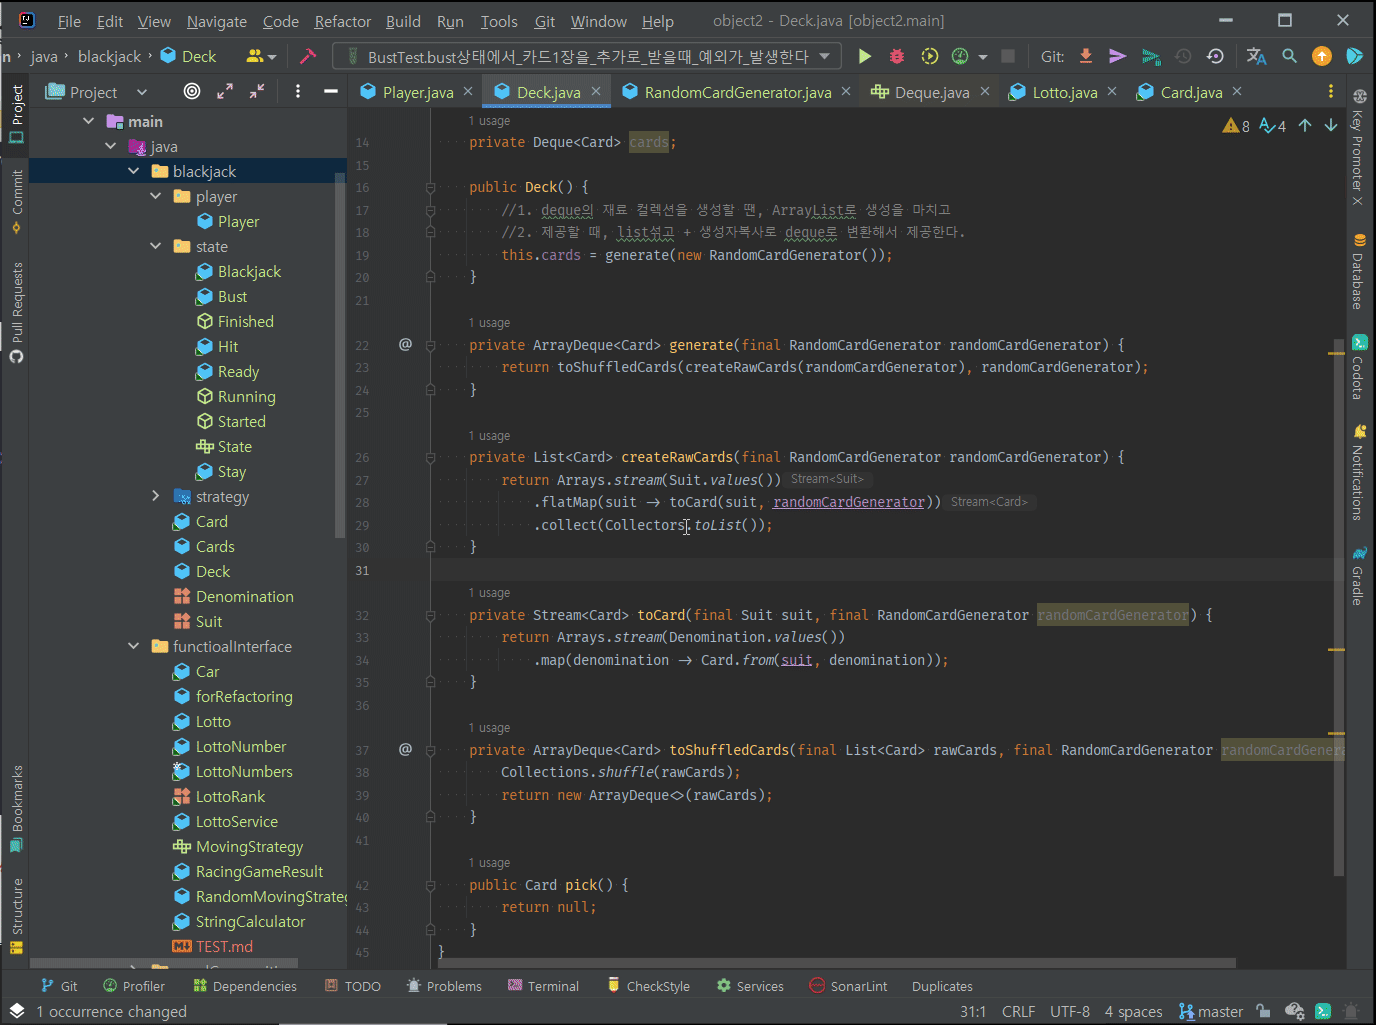 File Edit View Navigate Code Refactor Build Run Tools Git Window Help object2 - Deck.java [object2.main]
n java blackjack Deck BustTest.bust상태에서_카드1장을_추가로_받을때_예외가_발생한다 Git:
Project Player.java Deck.java RandomCardGenerator.java Deque.java Lotto.java Card.java
Project
Commit
Pull Requests
Bookmarks
Structure
main
java
blackjack
player
Player
state
Blackjack
Bust
Finished
Hit
Ready
Running
Started
State
Stay
strategy
Card
Cards
Deck
Denomination
Suit
functioalInterface
Car
forRefactoring
Lotto
LottoNumber
LottoNumbers
LottoRank
LottoService
MovingStrategy
RacingGameResult
RandomMovingStrate
StringCalculator
TEST.md
8 4
1 usage
14 private Deque<Card> cards;
15
16 public Deck() {
17 //1. deque의 재료 컬렉션을 생성할 땐, ArrayList로 생성을 마치고
18 //2. 제공할 때, list섞고 + 생성자복사로 deque로 변환해서 제공한다.
19 this.cards = generate(new RandomCardGenerator());
20 }
21
1 usage
22 @ private ArrayDeque<Card> generate(final RandomCardGenerator randomCardGenerator) {
23 return toShuffledCards(createRawCards(randomCardGenerator), randomCardGenerator);
24 }
25
1 usage
26 private List<Card> createRawCards(final RandomCardGenerator randomCardGenerator) {
27 return Arrays.stream(Suit.values()) Stream<Suit>
28 .flatMap(suit → toCard(suit, randomCardGenerator)) Stream<Card>
29 .collect(Collectors.toList());
30 }
31
1 usage
32 private Stream<Card> toCard(final Suit suit, final RandomCardGenerator randomCardGenerator) {
33 return Arrays.stream(Denomination.values())
34 .map(denomination → Card.from(suit, denomination));
35 }
36
1 usage
37 @ private ArrayDeque<Card> toShuffledCards(final List<Card> rawCards, final RandomCardGenerator randomCardGenera
38 Collections.shuffle(rawCards);
39 return new ArrayDeque<>(rawCards);
40 }
41
1 usage
42 public Card pick() {
43 return null;
44 }
45 }
Key Promoter X
Database
Codota
Notifications
Gradle
Git Profiler Dependencies TODO Problems Terminal CheckStyle Services SonarLint Duplicates
1 occurrence changed 31:1 CRLF UTF-8 4 spaces master